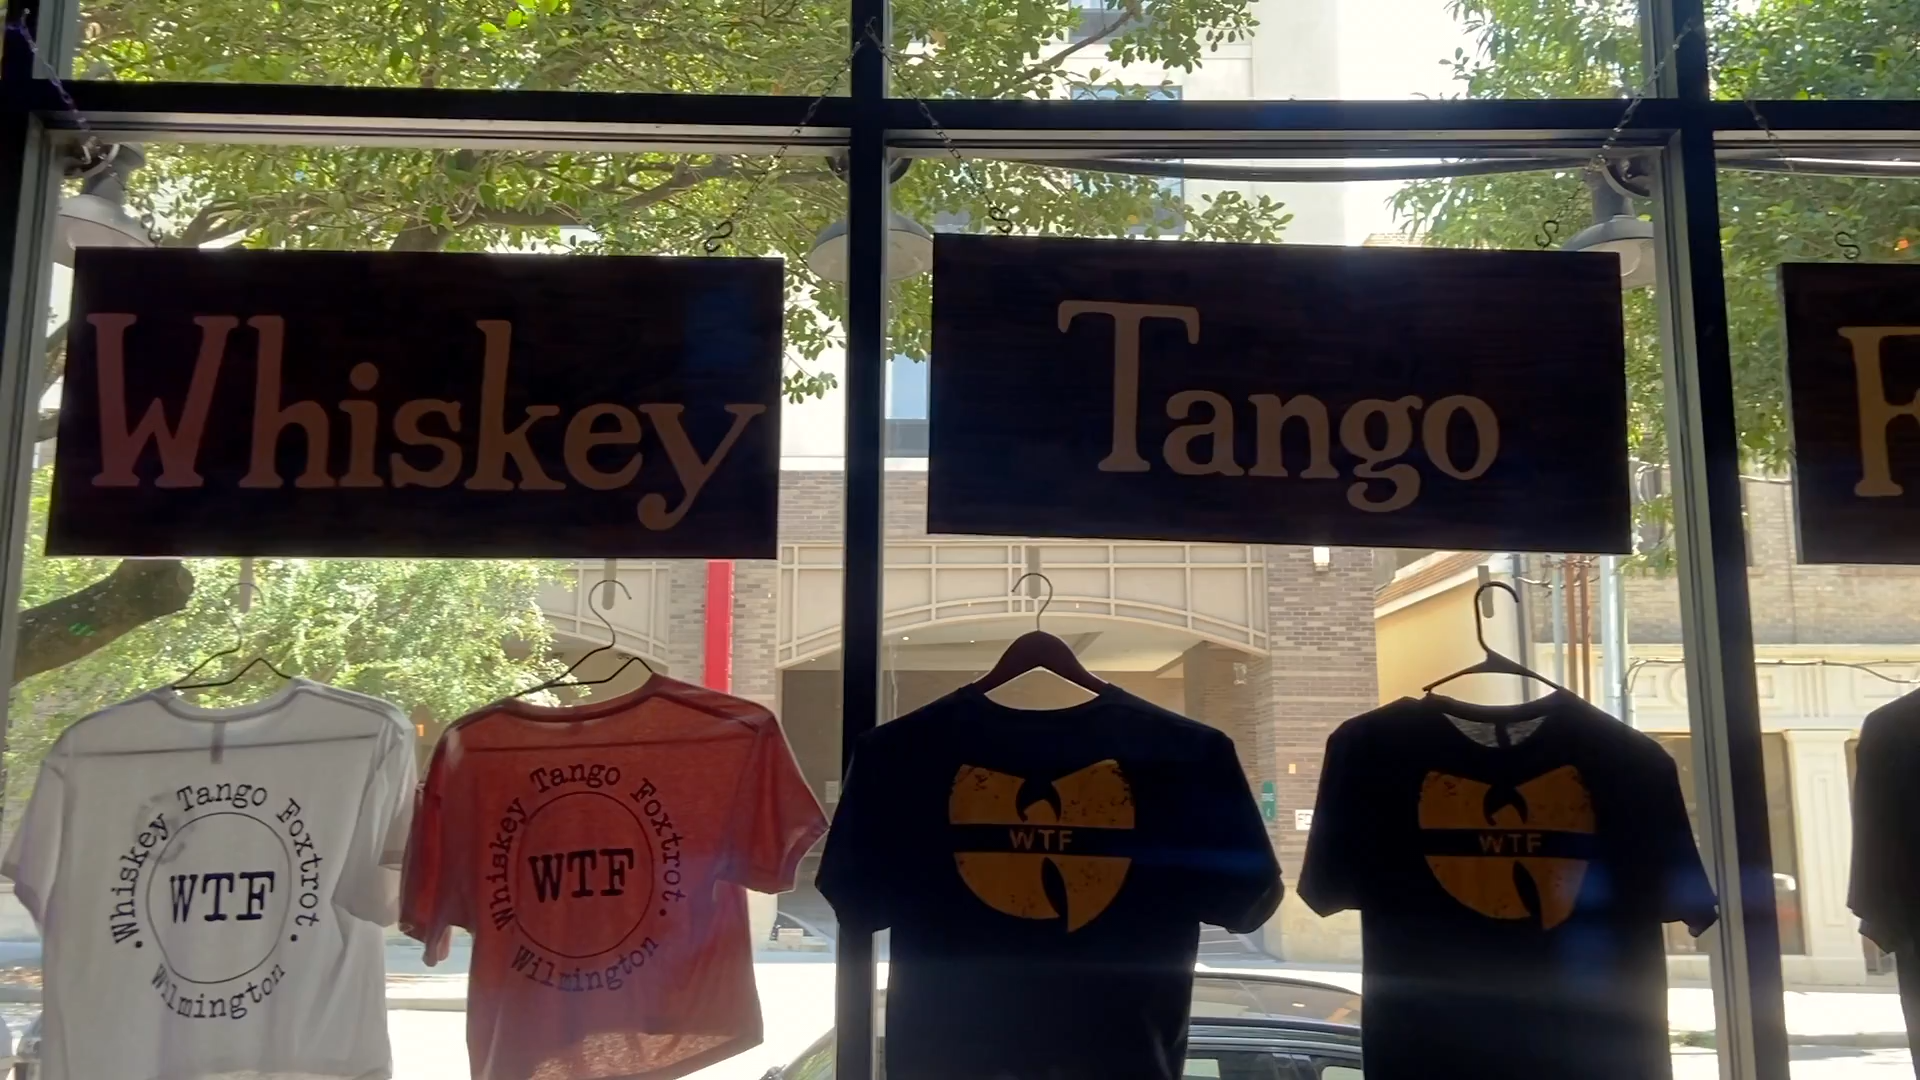 Whiskey
Tango
F
Whiskey Tango Foxtrot
WTF
Wilmington
Whiskey Tango Foxtrot
WTF
Wilmington
WTF
WTF